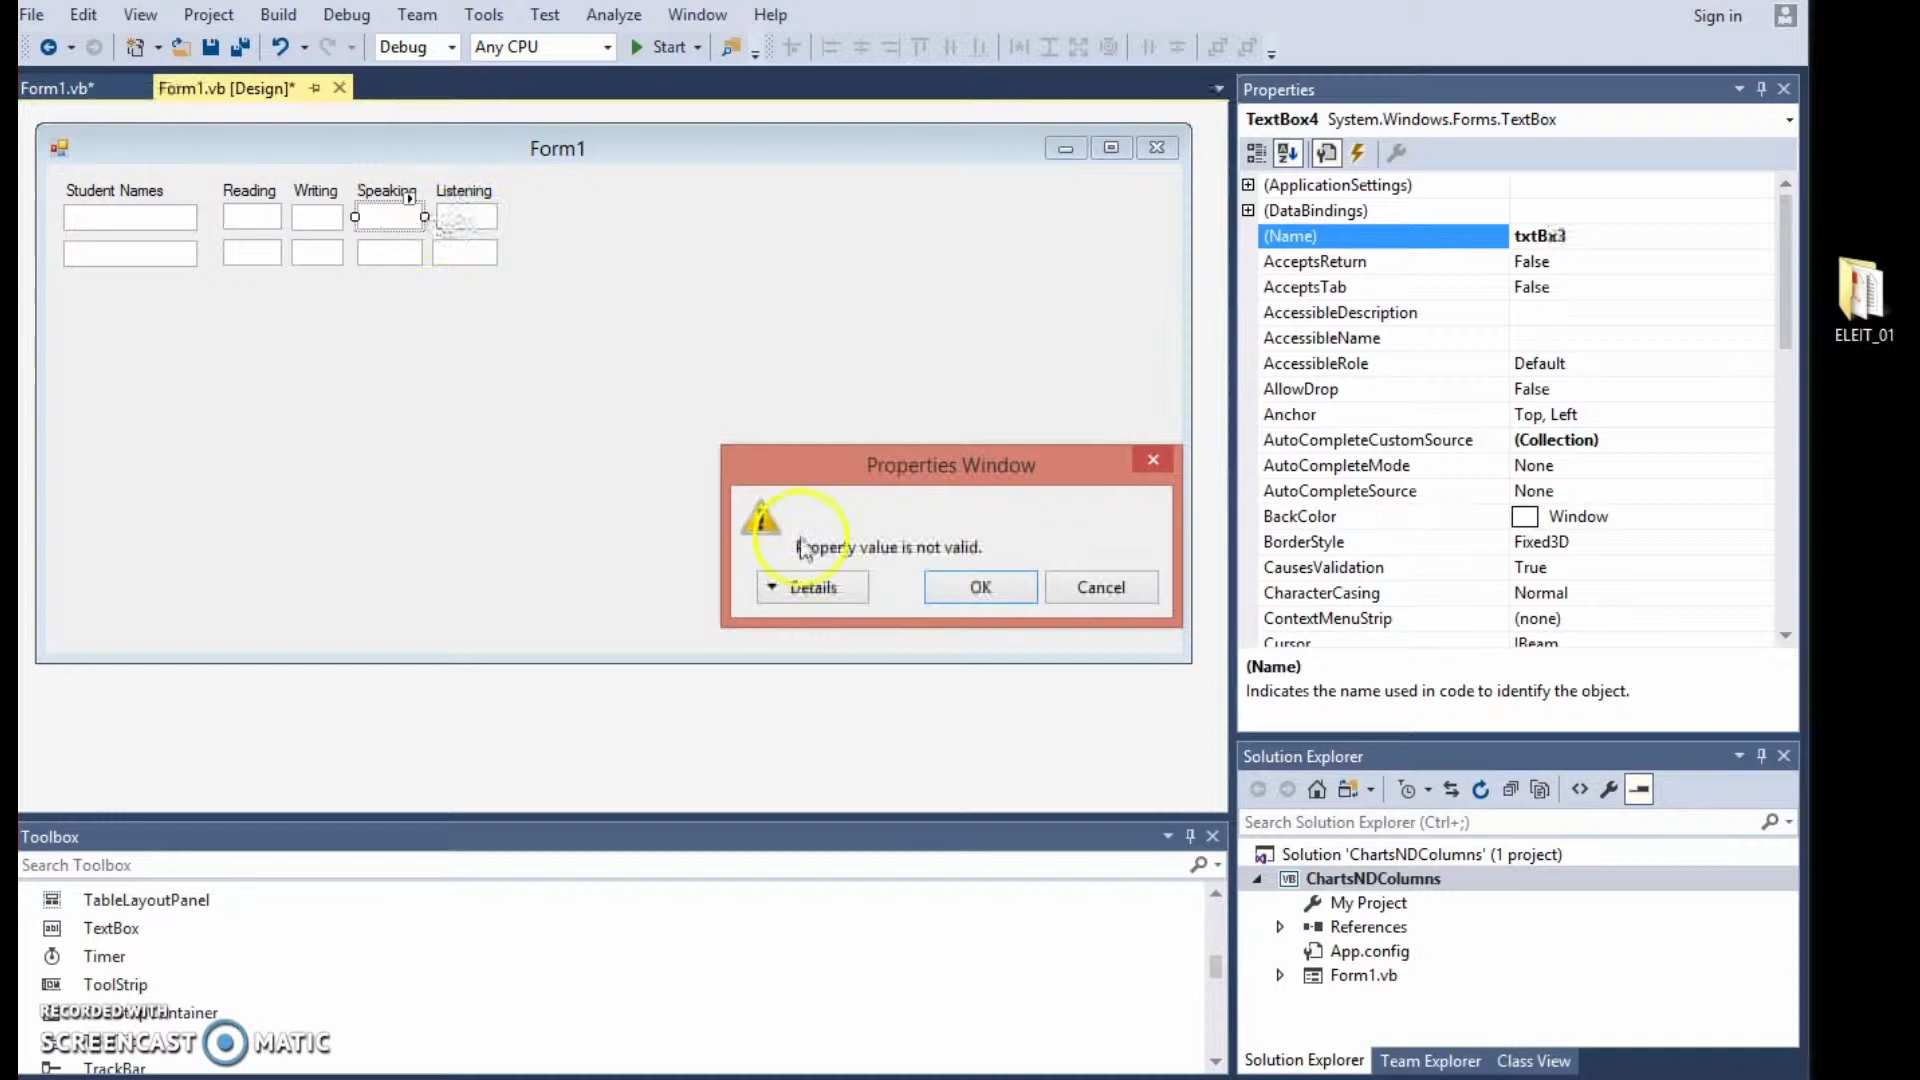 File Edit View Project Build Debug Team Tools Test Analyze Window Help Sign in
Debug Any CPU Start
Form1.vb* Form1.vb [Design]*
Form1
Student Names Reading Writing Speaking Listening
Properties Window
Property value is not valid.
Details OK Cancel
Toolbox
Search Toolbox
TableLayoutPanel
TextBox
Timer
ToolStrip
RECORDED WITH
SCREENCAST MATIC
TrackBar
Properties
TextBox4 System.Windows.Forms.TextBox
(ApplicationSettings)
(DataBindings)
(Name)
AcceptsReturn False
AcceptsTab False
AccessibleDescription
AccessibleName
AccessibleRole Default
AllowDrop False
Anchor Top, Left
AutoCompleteCustomSource (Collection)
AutoCompleteMode None
AutoCompleteSource None
BackColor Window
BorderStyle Fixed3D
CausesValidation True
CharacterCasing Normal
ContextMenuStrip (none)
Cursor IBeam
(Name)
Indicates the name used in code to identify the object.
Solution Explorer
Search Solution Explorer (Ctrl+;)
Solution 'ChartsNDColumns' (1 project)
VB ChartsNDColumns
My Project
References
App.config
Form1.vb
Solution Explorer Team Explorer Class View
ELEIT_01